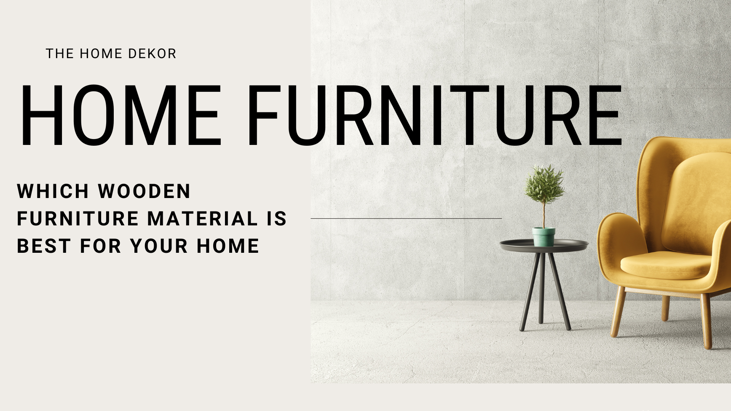 THE HOME DEKOR
HOME FURNITURE
WHICH WOODEN
FURNITURE MATERIAL IS
BEST FOR YOUR HOME